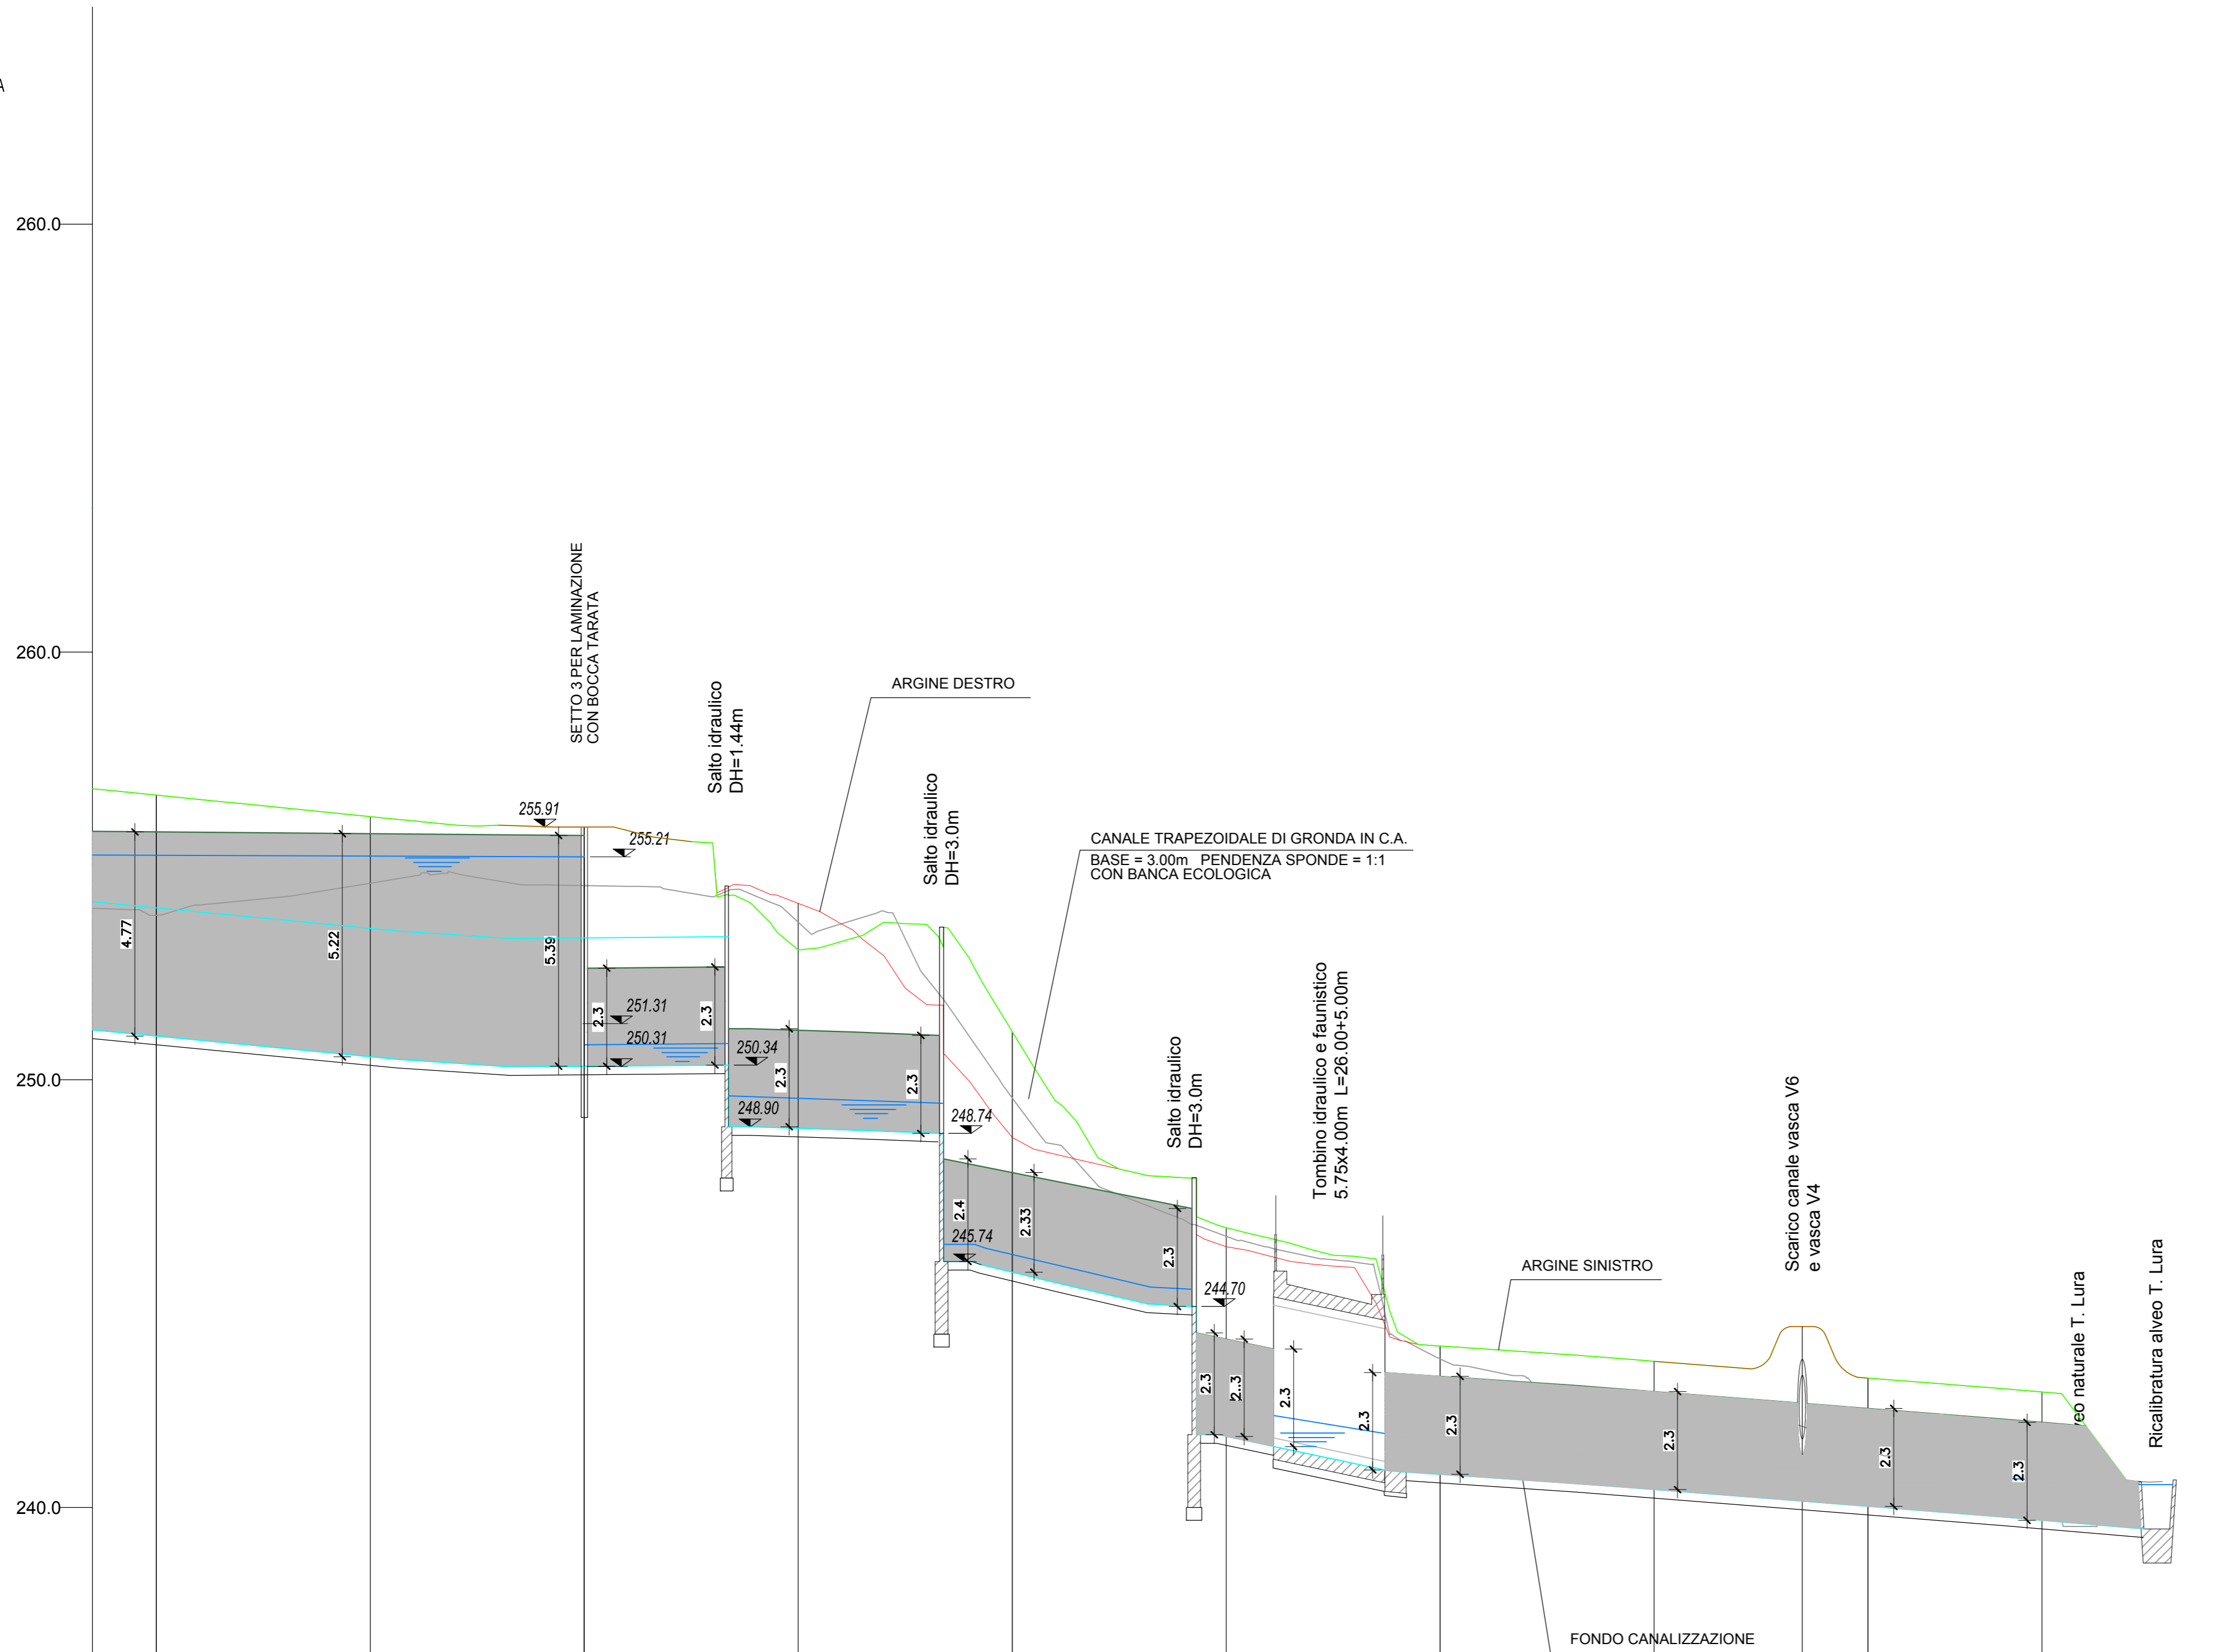 A
260.0
260.0
250.0
240.0
SETTO 3 PER LAMINAZIONE
CON BOCCA TARATA
Salto idraulico
DH=1.44m
ARGINE DESTRO
Salto idraulico
DH=3.0m
CANALE TRAPEZOIDALE DI GRONDA IN C.A.
BASE = 3.00m PENDENZA SPONDE = 1:1
CON BANCA ECOLOGICA
255.91
255.21
4.77
5.22
5.39
2.3
251.31
250.31
2.3
250.34
2.3
248.90
2.3
248.74
Tombino idraulico e faunistico
5.75x4.00m L=26.00+5.00m
Salto idraulico
DH=3.0m
2.4
2.33
245.74
2.3
244.70
2.3
2..3
2.3
2.3
ARGINE SINISTRO
Scarico canale vasca V6
e vasca V4
2.3
2.3
2.3
2.3
veo naturale T. Lura
Ricalibratura alveo T. Lura
FONDO CANALIZZAZIONE